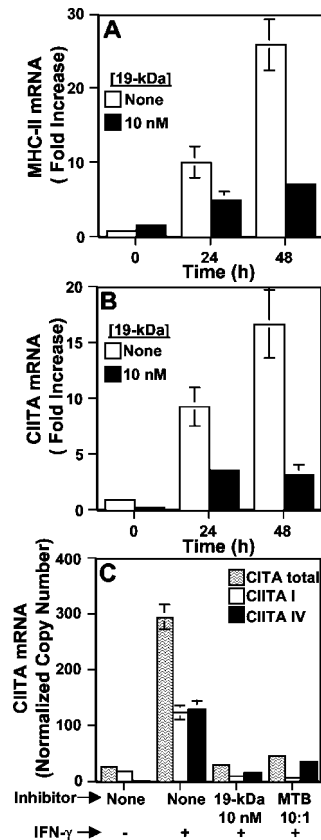 A
30
20
10
0
MHC-II mRNA
( Fold Increase)
[19-kDa]
None
10 nM
0 24 48
Time (h)
B
20
15
10
5
0
CIITA mRNA
( Fold Increase)
[19-kDa]
None
10 nM
0 24 48
Time (h)
C
400
300
200
100
0
CIITA mRNA
(Normalized Copy Number)
CITA total
CIITA I
CIITA IV
Inhibitor None None 19-kDa MTB
10 nM 10:1
IFN-γ - + + +